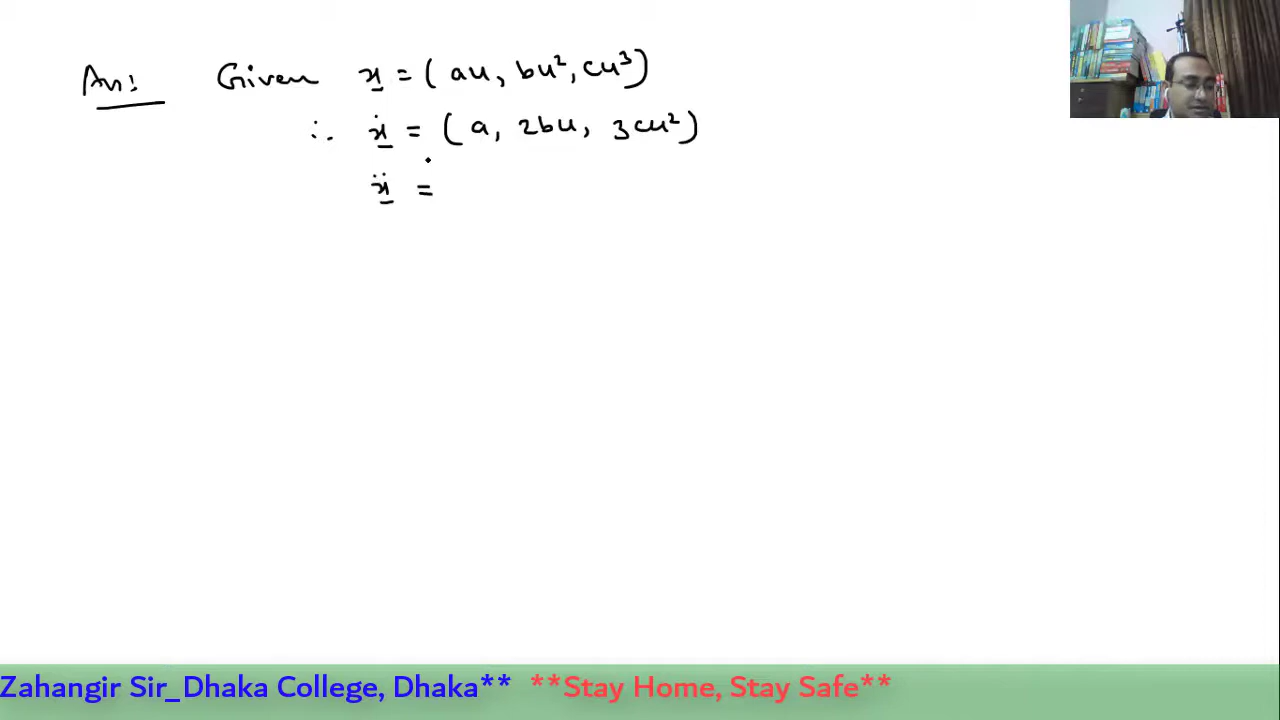 Ans: Given x = (au, bu², cu³)
∴ ẋ = (a, 2bu, 3cu²)
ẍ =
Zahangir Sir_Dhaka College, Dhaka** **Stay Home, Stay Safe**